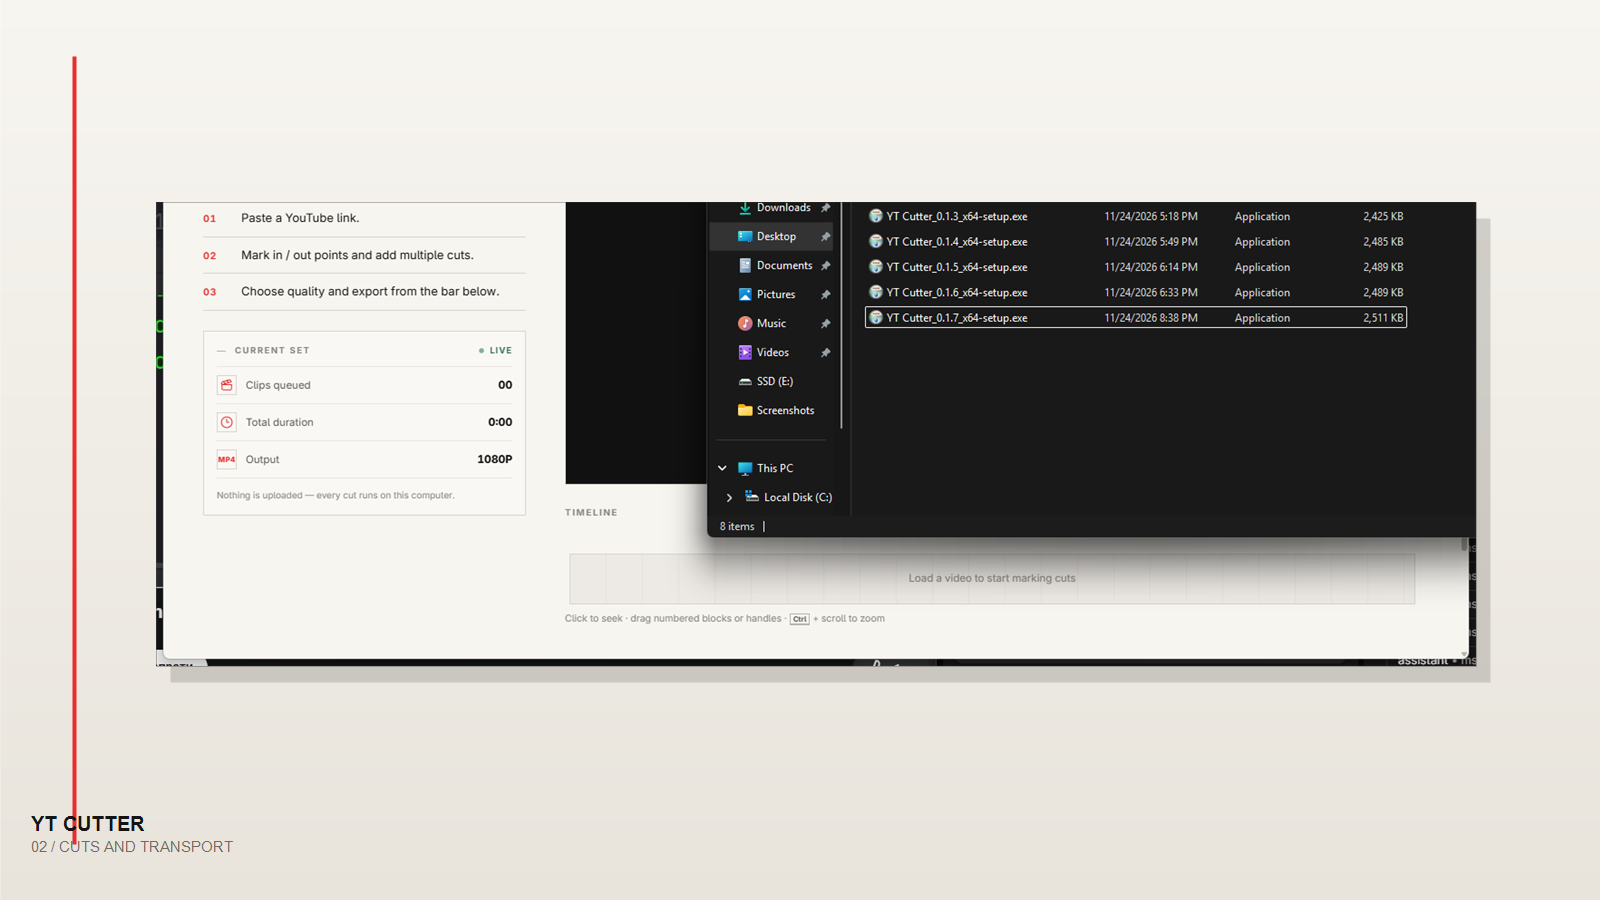 01 Paste a YouTube link.
02 Mark in / out points and add multiple cuts.
03 Choose quality and export from the bar below.
— CURRENT SET • LIVE
Clips queued 00
Total duration 0:00
MP4 Output 1080P
Nothing is uploaded — every cut runs on this computer.
Downloads
Desktop
Documents
Pictures
Music
Videos
SSD (E:)
Screenshots
This PC
Local Disk (C:)
8 items
YT Cutter_0.1.3_x64-setup.exe 11/24/2026 5:18 PM Application 2,425 KB
YT Cutter_0.1.4_x64-setup.exe 11/24/2026 5:49 PM Application 2,485 KB
YT Cutter_0.1.5_x64-setup.exe 11/24/2026 6:14 PM Application 2,489 KB
YT Cutter_0.1.6_x64-setup.exe 11/24/2026 6:33 PM Application 2,489 KB
YT Cutter_0.1.7_x64-setup.exe 11/24/2026 8:38 PM Application 2,511 KB
TIMELINE
Load a video to start marking cuts
Click to seek · drag numbered blocks or handles · Ctrl + scroll to zoom
assistant •
YT CUTTER
02 / CUTS AND TRANSPORT